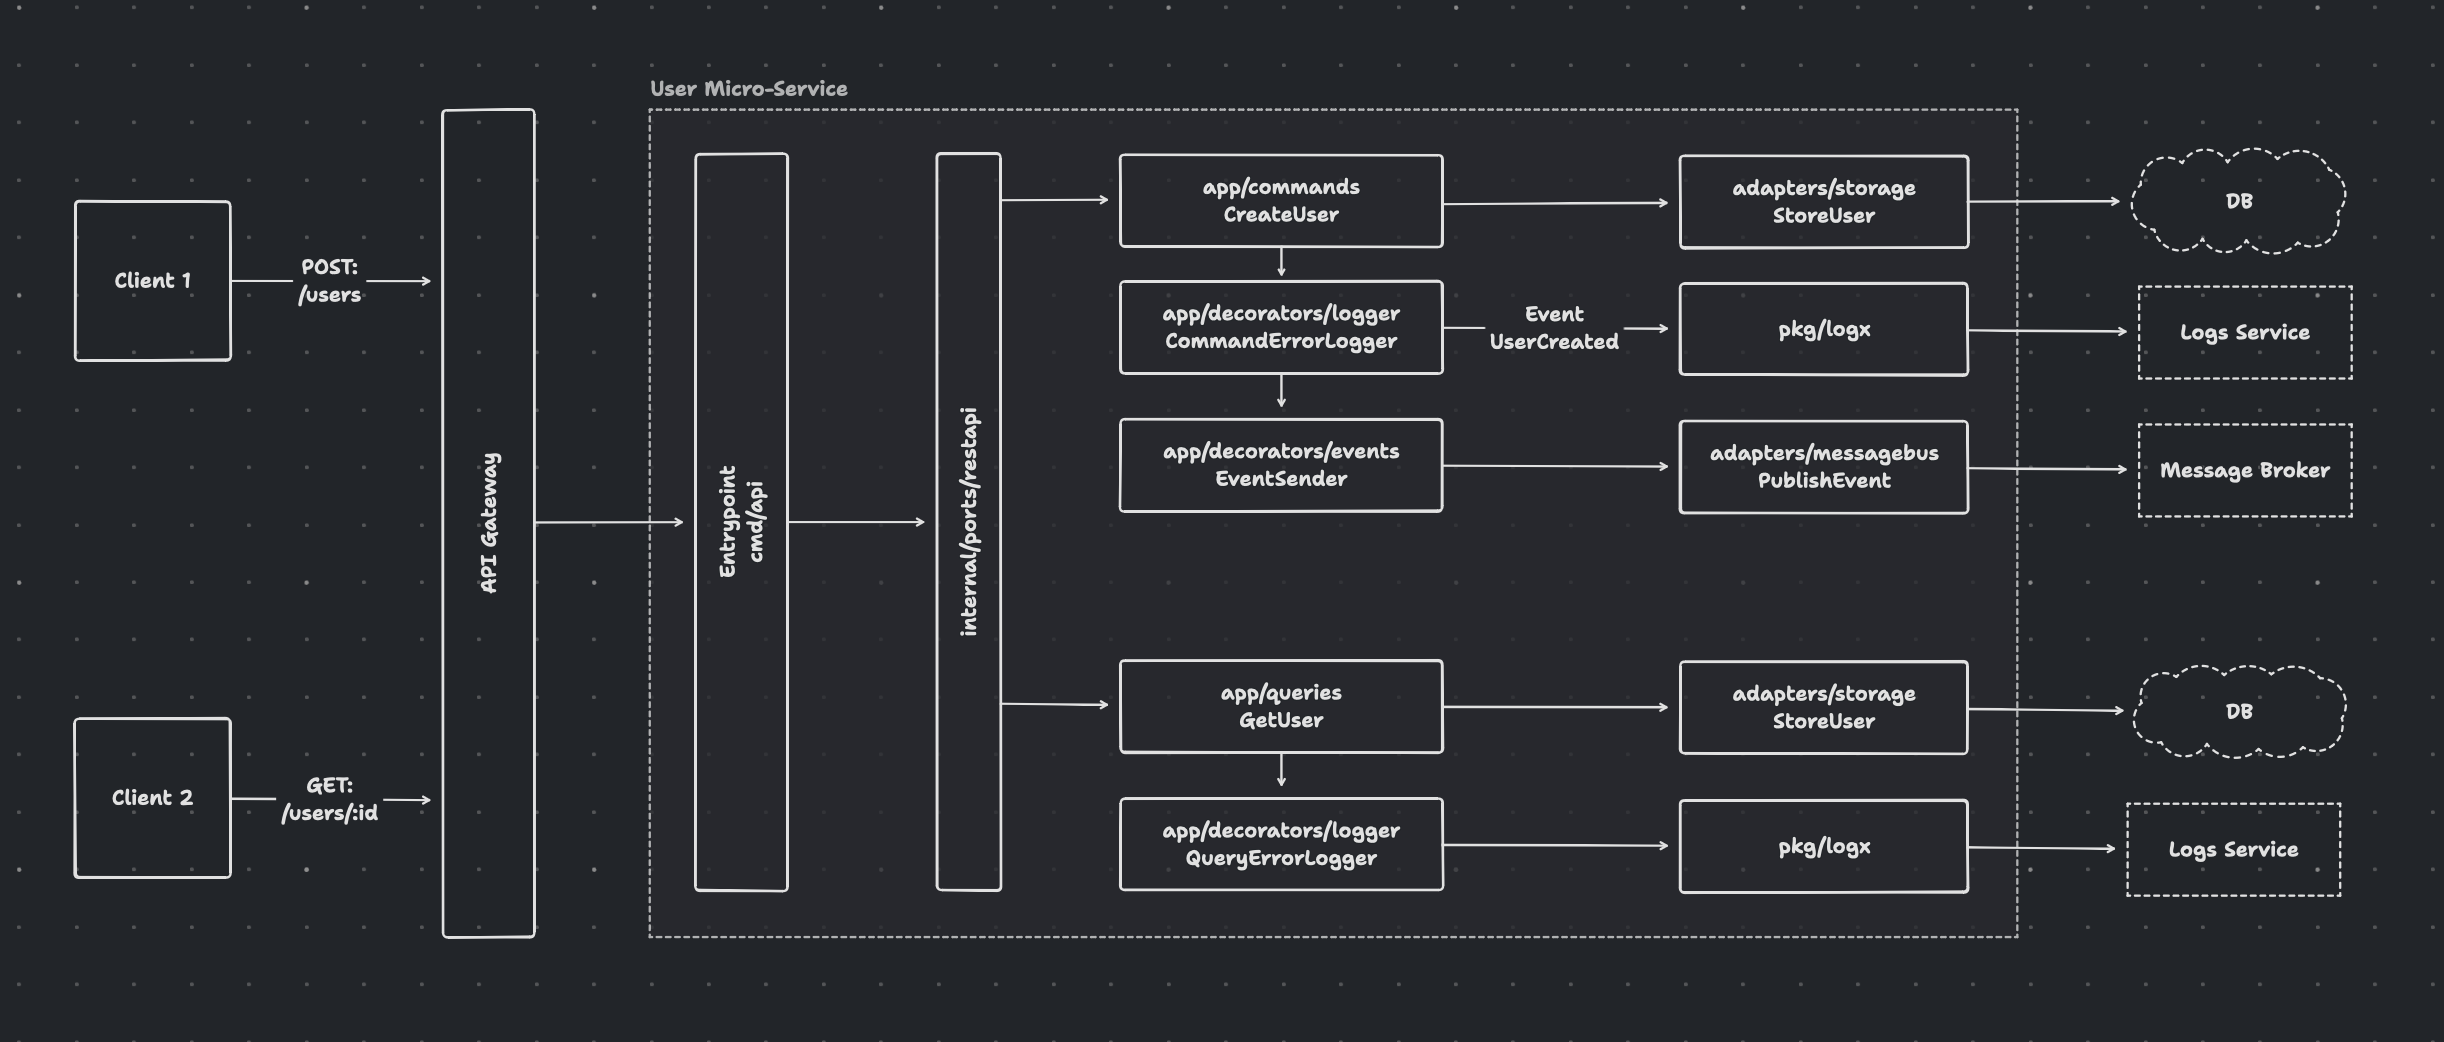 User Micro-Service
Client 1
POST:
/users
API Gateway
Entrypoint
cmd/api
internal/ports/restapi
app/commands
CreateUser
adapters/storage
StoreUser
DB
app/decorators/logger
CommandErrorLogger
Event
UserCreated
pkg/logx
Logs Service
app/decorators/events
EventSender
adapters/messagebus
PublishEvent
Message Broker
Client 2
GET:
/users/:id
app/queries
GetUser
adapters/storage
StoreUser
DB
app/decorators/logger
QueryErrorLogger
pkg/logx
Logs Service